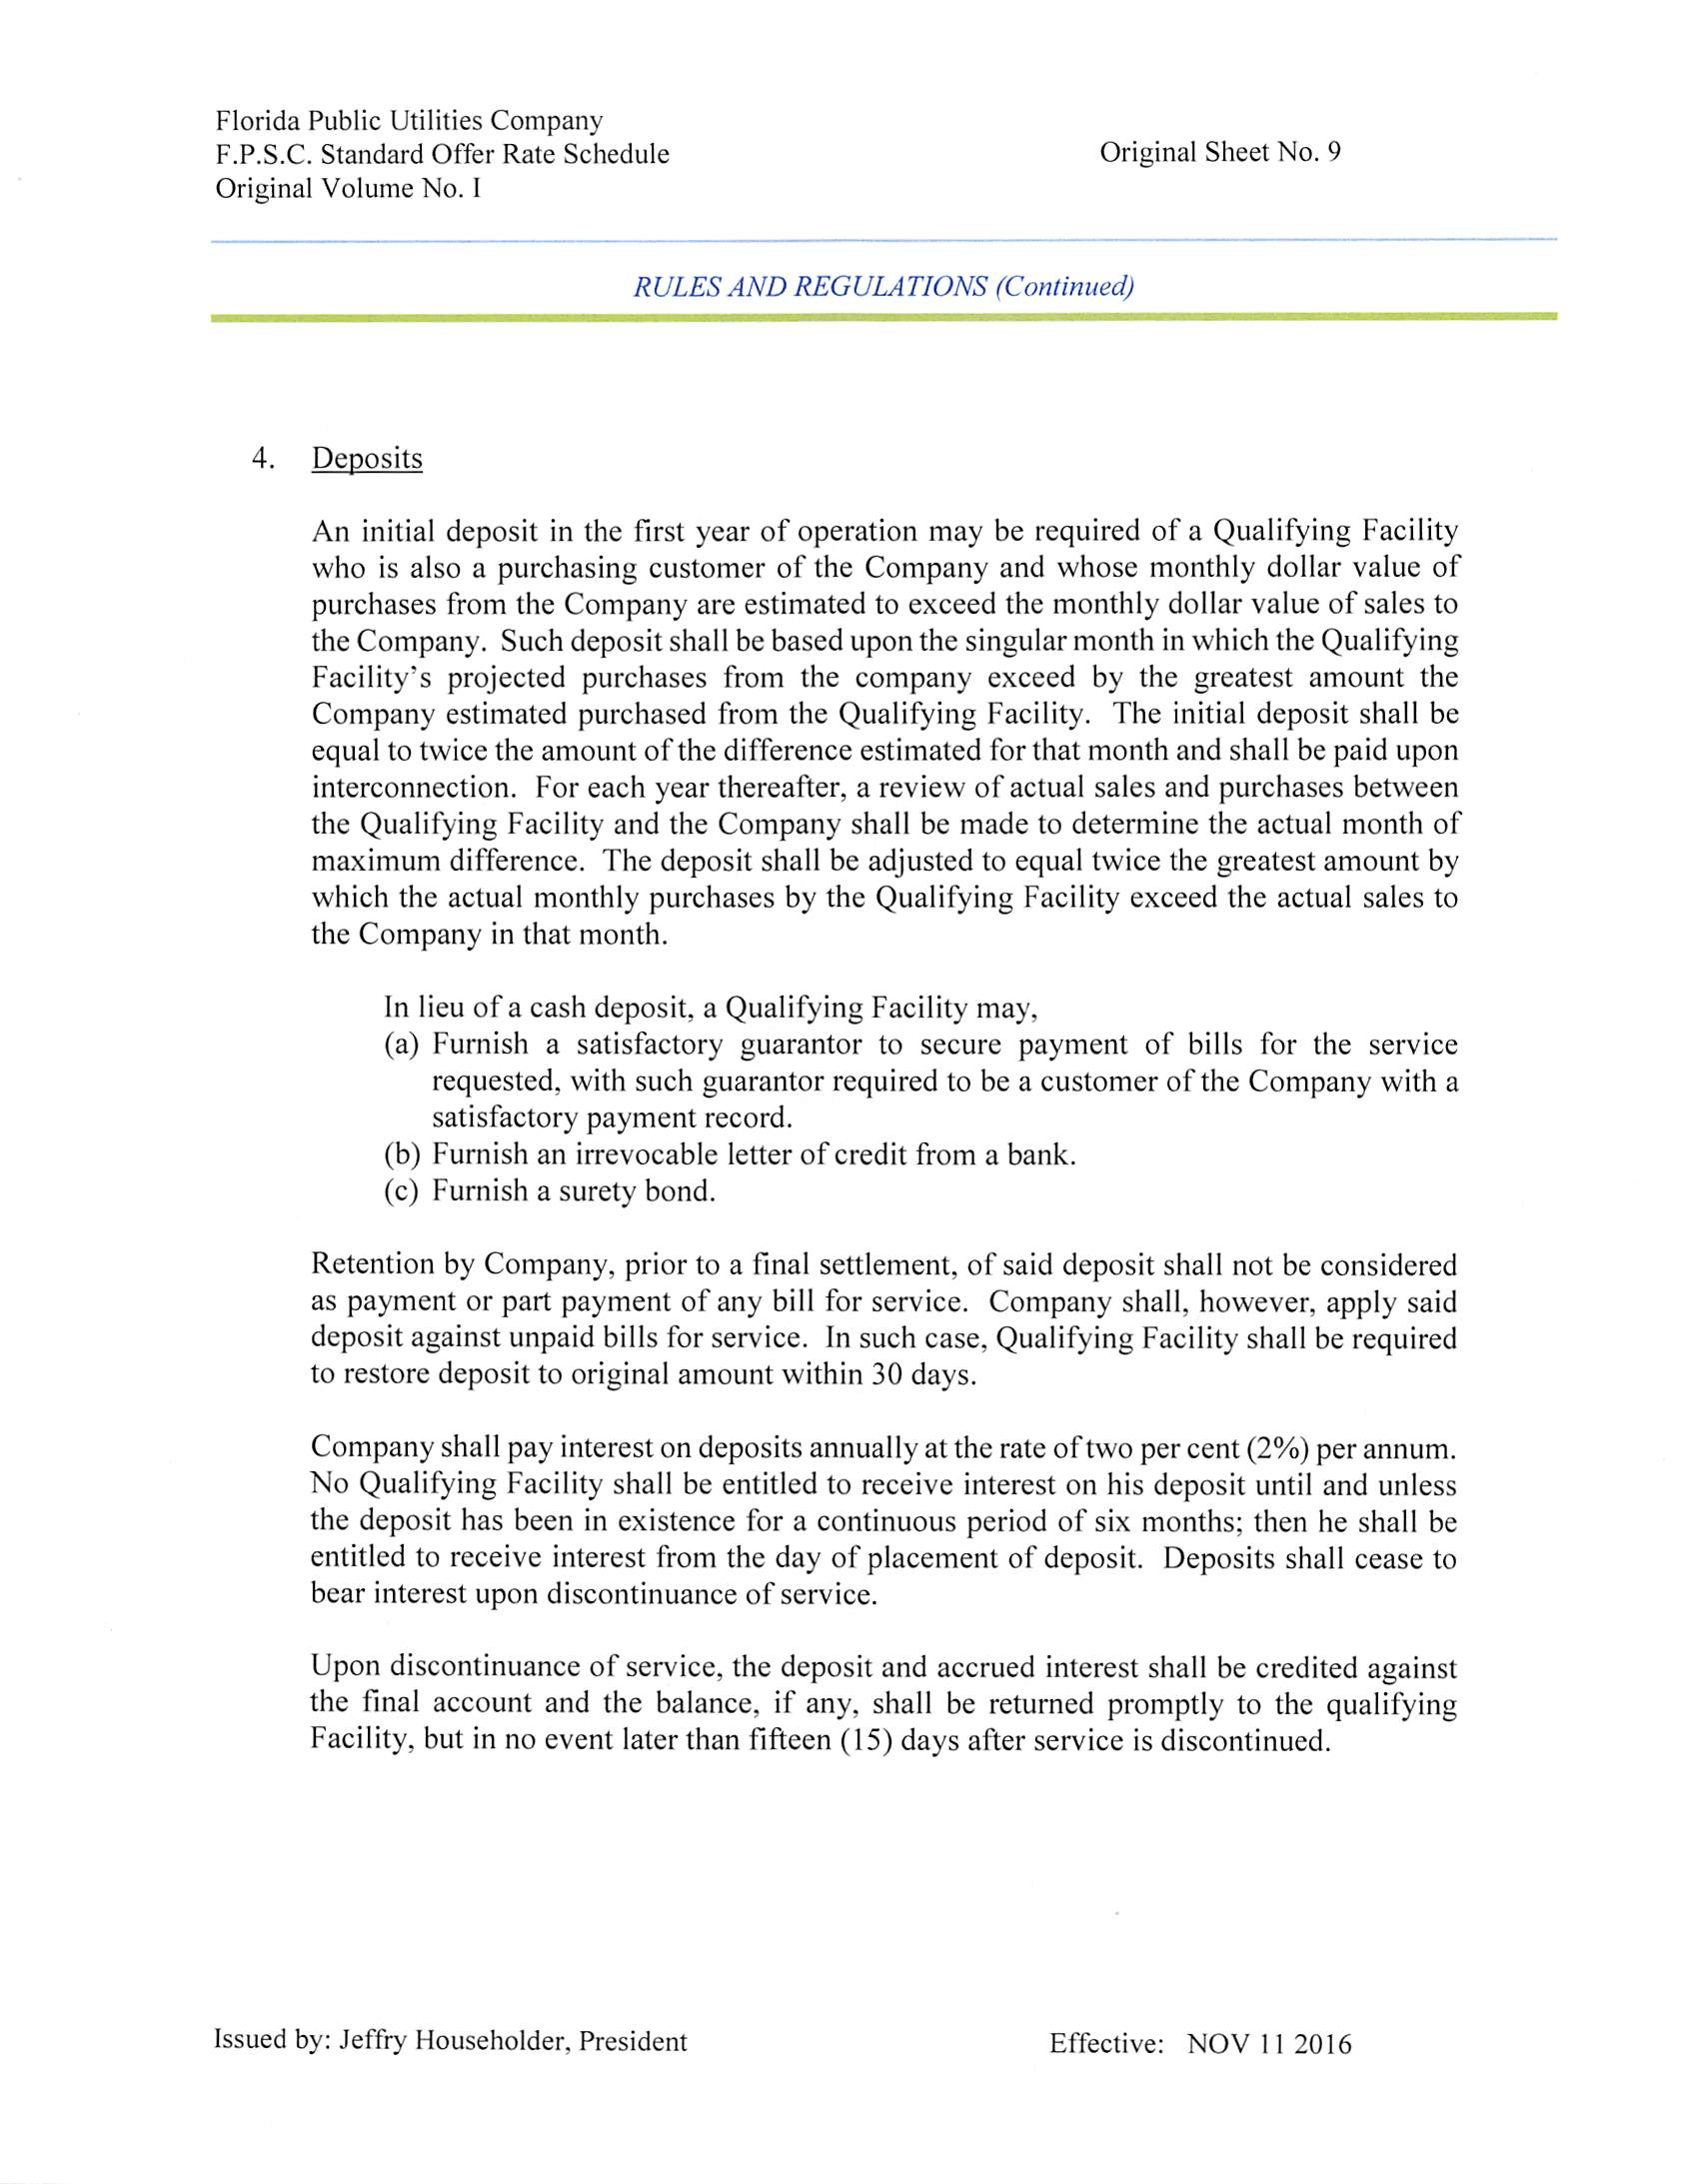 Florida Public Utilities Company
F.P.S.C. Standard Offer Rate Schedule
Original Sheet No. 9
Original Volume No. I
RULES AND REGULATIONS (Continued)
4. Deposits
An initial deposit in the first year of operation may be required of a Qualifying Facility
who is also a purchasing customer of the Company and whose monthly dollar value of
purchases from the Company are estimated to exceed the monthly dollar value of sales to
the Company. Such deposit shall be based upon the singular month in which the Qualifying
Facility's projected purchases from the company exceed by the greatest amount the
Company estimated purchased from the Qualifying Facility. The initial deposit shall be
equal to twice the amount of the difference estimated for that month and shall be paid upon
interconnection. For each year thereafter, a review of actual sales and purchases between
the Qualifying Facility and the Company shall be made to determine the actual month of
maximum difference. The deposit shall be adjusted to equal twice the greatest amount by
which the actual monthly purchases by the Qualifying Facility exceed the actual sales to
the Company in that month.
In lieu of a cash deposit, a Qualifying Facility may,
(a) Furnish a satisfactory guarantor to secure payment of bills for the service
requested, with such guarantor required to be a customer of the Company with a
satisfactory payment record.
(b) Furnish an irrevocable letter of credit from a bank.
(c) Furnish a surety bond.
Retention by Company, prior to a final settlement, of said deposit shall not be considered
as payment or part payment of any bill for service. Company shall, however, apply said
deposit against unpaid bills for service. In such case, Qualifying Facility shall be required
to restore deposit to original amount within 30 days.
Company shall pay interest on deposits annually at the rate of two per cent (2%) per annum.
No Qualifying Facility shall be entitled to receive interest on his deposit until and unless
the deposit has been in existence for a continuous period of six months; then he shall be
entitled to receive interest from the day of placement of deposit. Deposits shall cease to
bear interest upon discontinuance of service.
Upon discontinuance of service, the deposit and accrued interest shall be credited against
the final account and the balance, if any, shall be returned promptly to the qualifying
Facility, but in no event later than fifteen (15) days after service is discontinued.
Issued by: Jeffry Householder, President
Effective: NOV 11 2016